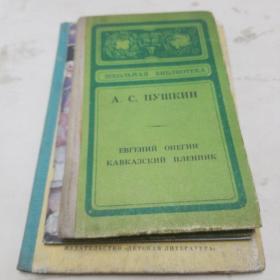 ШКОЛЬНАЯ БИБЛИОТЕКА
А. С. ПУШКИН
ЕВГЕНИЙ ОНЕГИН
КАВКАЗСКИЙ ПЛЕННИК
ИЗДАТЕЛЬСТВО «ДЕТСКАЯ ЛИТЕРАТУРА»